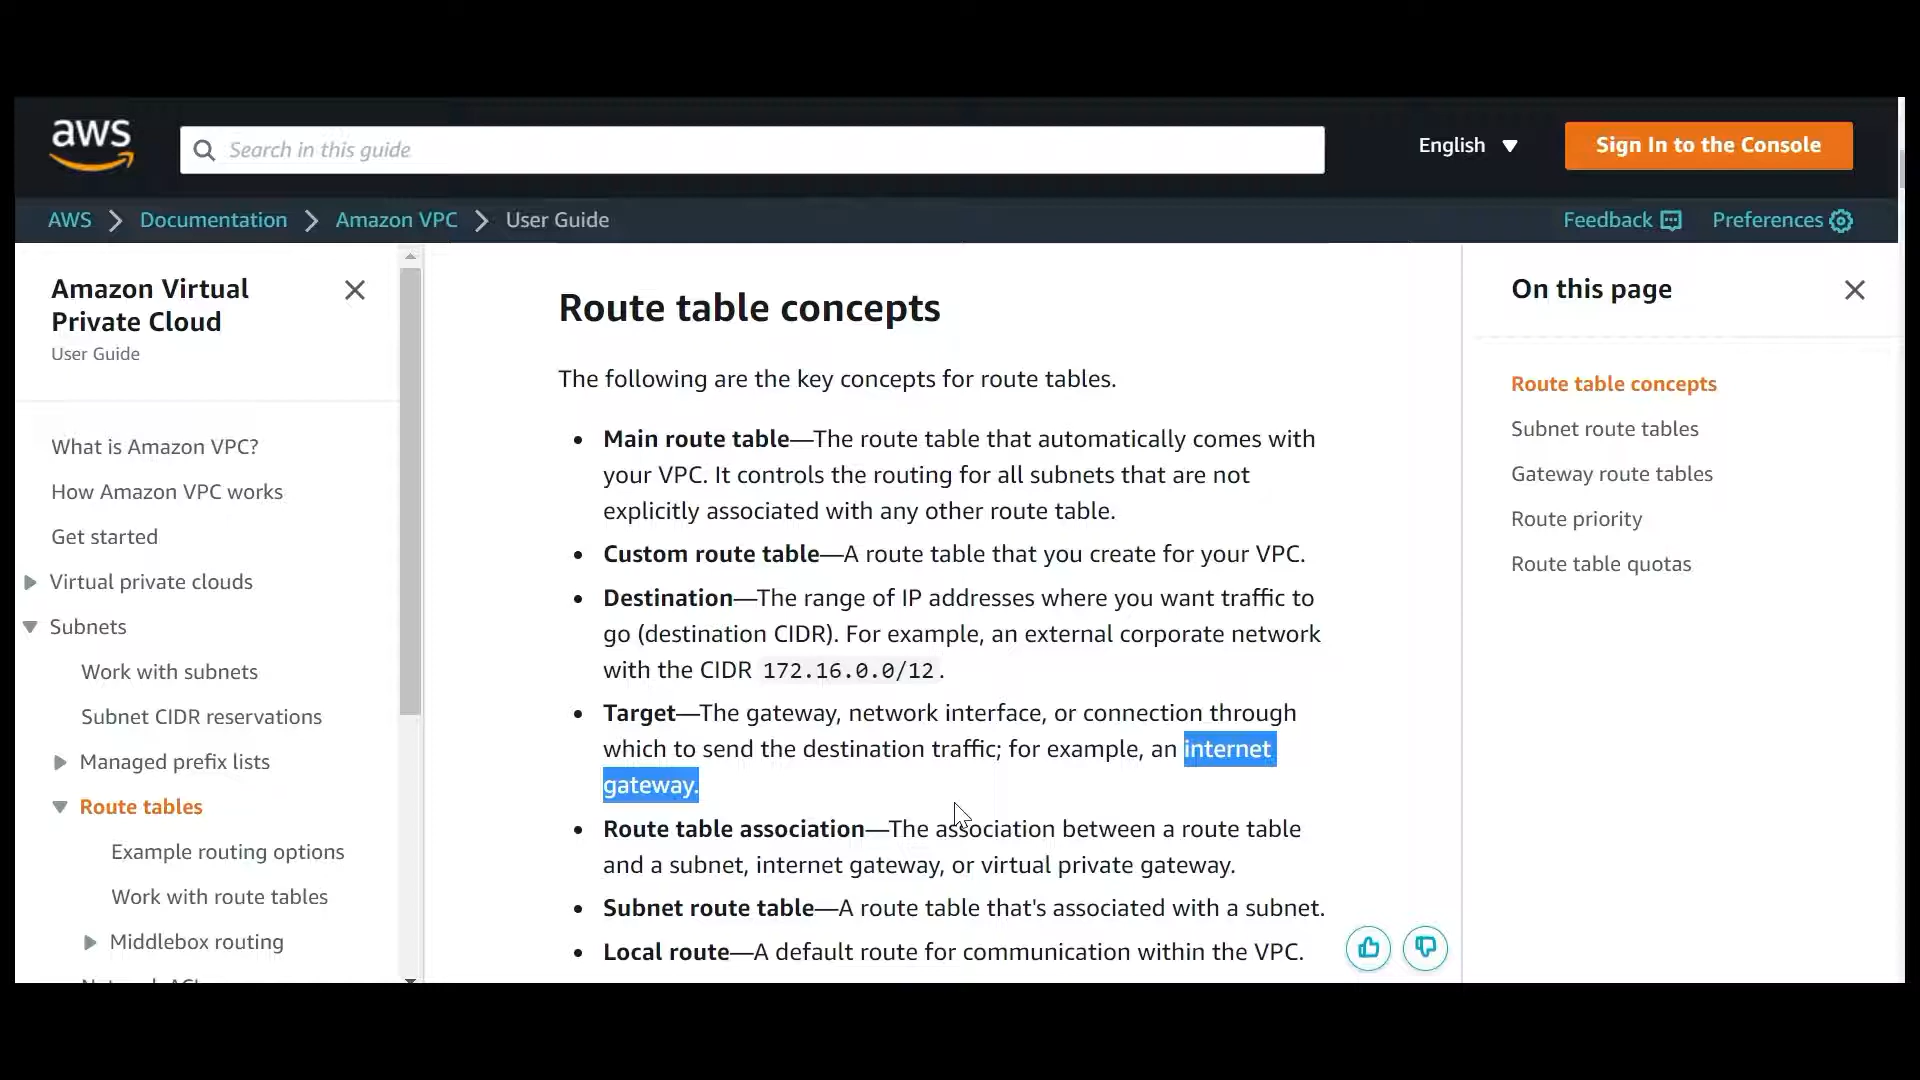 aws
Search in this guide
English
Sign In to the Console
AWS
Documentation
Amazon VPC
User Guide
Feedback
Preferences
Amazon Virtual
Private Cloud
User Guide
What is Amazon VPC?
How Amazon VPC works
Get started
Virtual private clouds
Subnets
Work with subnets
Subnet CIDR reservations
Managed prefix lists
Route tables
Example routing options
Work with route tables
Middlebox routing
Route table concepts
The following are the key concepts for route tables.
• Main route table—The route table that automatically comes with
your VPC. It controls the routing for all subnets that are not
explicitly associated with any other route table.
• Custom route table—A route table that you create for your VPC.
• Destination—The range of IP addresses where you want traffic to
go (destination CIDR). For example, an external corporate network
with the CIDR 172.16.0.0/12.
• Target—The gateway, network interface, or connection through
which to send the destination traffic; for example, an internet
gateway.
• Route table association—The association between a route table
and a subnet, internet gateway, or virtual private gateway.
• Subnet route table—A route table that's associated with a subnet.
• Local route—A default route for communication within the VPC.
On this page
Route table concepts
Subnet route tables
Gateway route tables
Route priority
Route table quotas